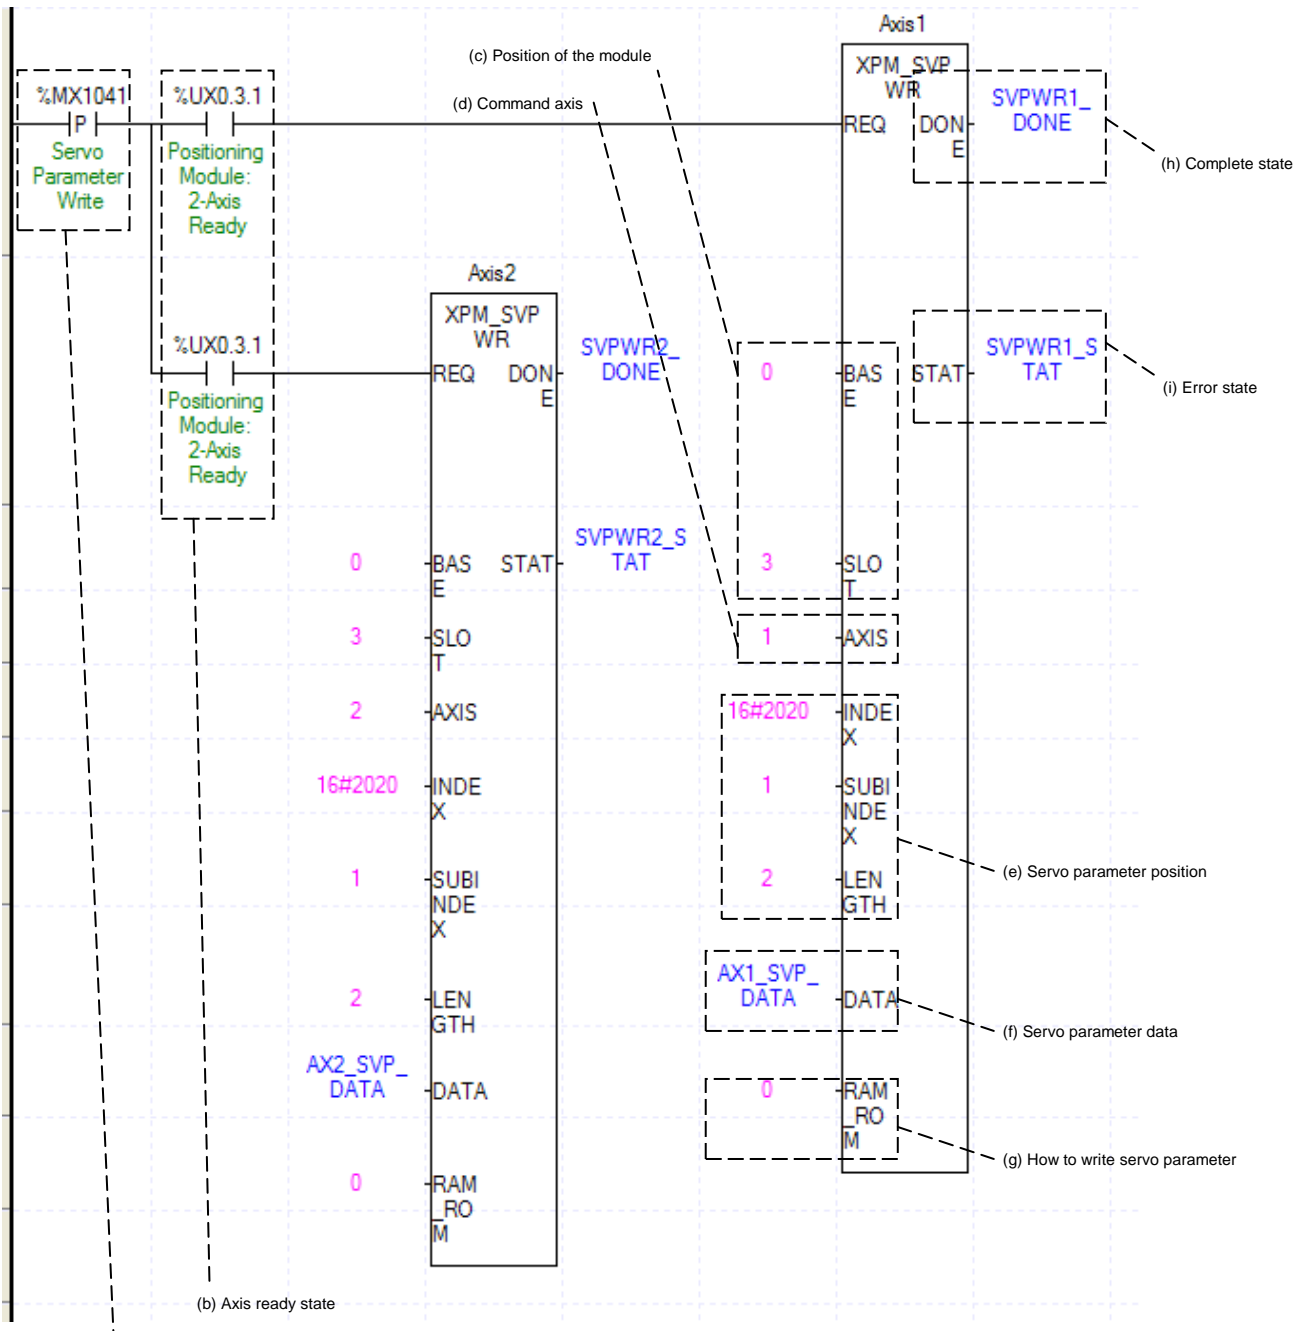 Axis1
(c) Position of the module
XPM_SVP
WR
%MX1041
%UX0.3.1
(d) Command axis
SVPWR1_
DONE
P
REQ
DON
E
Servo
Parameter
Write
Positioning
Module:
2-Axis
Ready
(h) Complete state
Axis2
XPM_SVP
WR
%UX0.3.1
SVPWR2_
DONE
SVPWR1_S
TAT
REQ
DON
E
0
BAS
E
STAT
(i) Error state
Positioning
Module:
2-Axis
Ready
SVPWR2_S
TAT
0
BAS
E
STAT
3
SLO
T
3
SLO
T
1
AXIS
2
AXIS
16#2020
INDE
X
16#2020
INDE
X
1
SUBI
NDE
X
1
SUBI
NDE
X
2
LEN
GTH
(e) Servo parameter position
AX1_SVP_
DATA
DATA
2
LEN
GTH
(f) Servo parameter data
AX2_SVP_
DATA
DATA
0
RAM
_RO
M
(g) How to write servo parameter
0
RAM
_RO
M
(b) Axis ready state